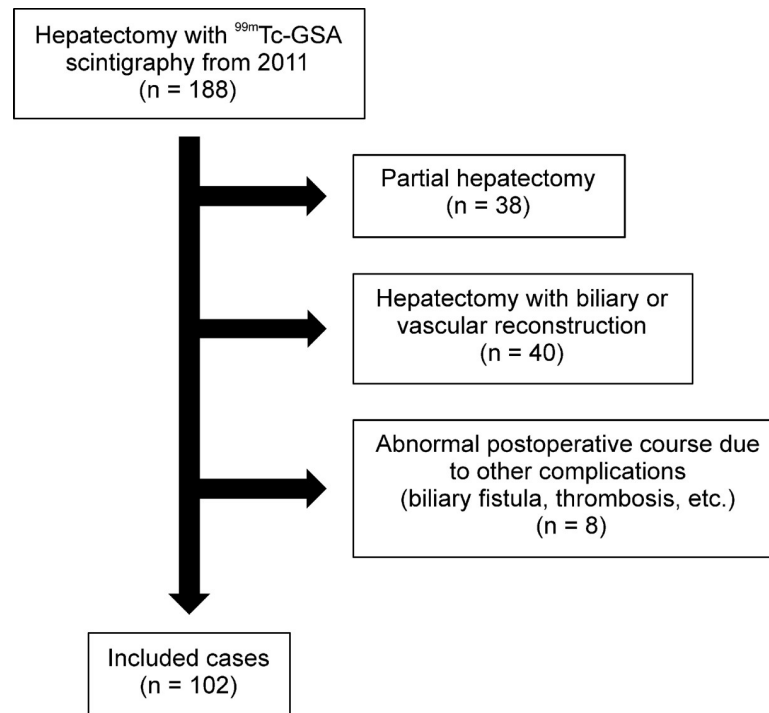 Hepatectomy with ⁹⁹ᵐTc-GSA
scintigraphy from 2011
(n = 188)
Partial hepatectomy
(n = 38)
Hepatectomy with biliary or
vascular reconstruction
(n = 40)
Abnormal postoperative course due
to other complications
(biliary fistula, thrombosis, etc.)
(n = 8)
Included cases
(n = 102)